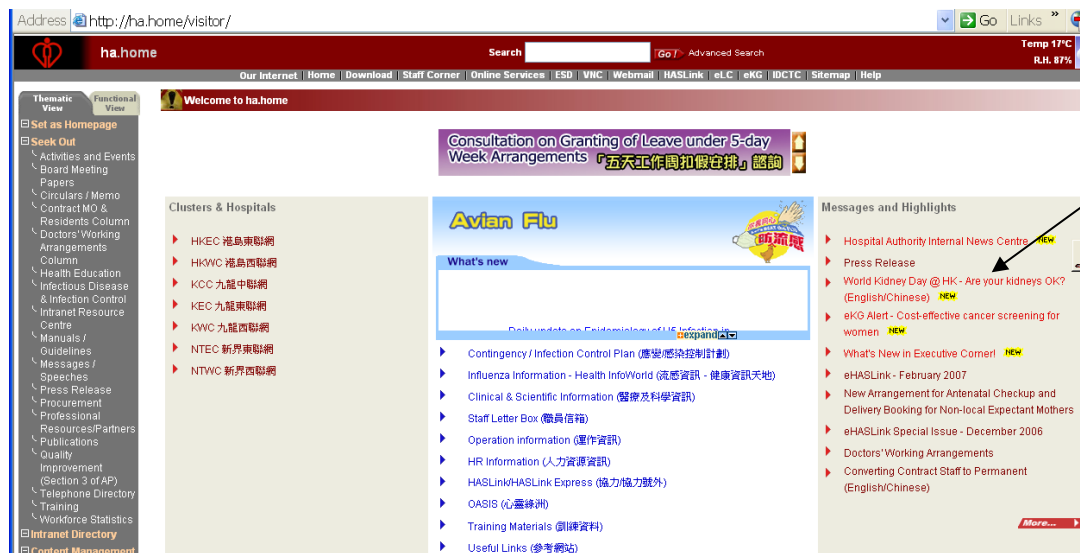 Address http://ha.home/visitor/ Go Links »
ha.home
Search Go! Advanced Search
Temp 17°C
R.H. 87%
Our Internet | Home | Download | Staff Corner | Online Services | ESD | VNC | Webmail | HASLink | eLC | eKG | IDCTC | Sitemap | Help
Thematic View
Functional View
Set as Homepage
Seek Out
Activities and Events
Board Meeting
Papers
Circulars / Memo
Contract MO &
Residents Column
Doctors' Working
Arrangements
Column
Health Education
Infectious Disease
& Infection Control
Intranet Resource
Centre
Manuals /
Guidelines
Messages /
Speeches
Press Release
Procurement
Professional
Resources/Partners
Publications
Quality
Improvement
(Section 3 of AP)
Telephone Directory
Training
Workforce Statistics
Intranet Directory
Content Management
Welcome to ha.home
Consultation on Granting of Leave under 5-day
Week Arrangements 「五天工作周扣假安排」諮詢
Clusters & Hospitals
HKEC 港島東聯網
HKWC 港島西聯網
KCC 九龍中聯網
KEC 九龍東聯網
KWC 九龍西聯網
NTEC 新界東聯網
NTWC 新界西聯網
Avian Flu
防流感
What's new
Daily update on Epidemiology of H5 Infection in
expand
Contingency / Infection Control Plan (應變/感染控制計劃)
Influenza Information - Health InfoWorld (流感資訊 - 健康資訊天地)
Clinical & Scientific Information (醫療及科學資訊)
Staff Letter Box (職員信箱)
Operation information (運作資訊)
HR Information (人力資源資訊)
HASLink/HASLink Express (協力/協力號外)
OASIS (心靈綠洲)
Training Materials (訓練資料)
Useful Links (參考網站)
Messages and Highlights
Hospital Authority Internal News Centre NEW
Press Release
World Kidney Day @ HK - Are your kidneys OK?
(English/Chinese) NEW
eKG Alert - Cost-effective cancer screening for
women NEW
What's New in Executive Corner! NEW
eHASLink - February 2007
New Arrangement for Antenatal Checkup and
Delivery Booking for Non-local Expectant Mothers
eHASLink Special Issue - December 2006
Doctors' Working Arrangements
Converting Contract Staff to Permanent
(English/Chinese)
More...